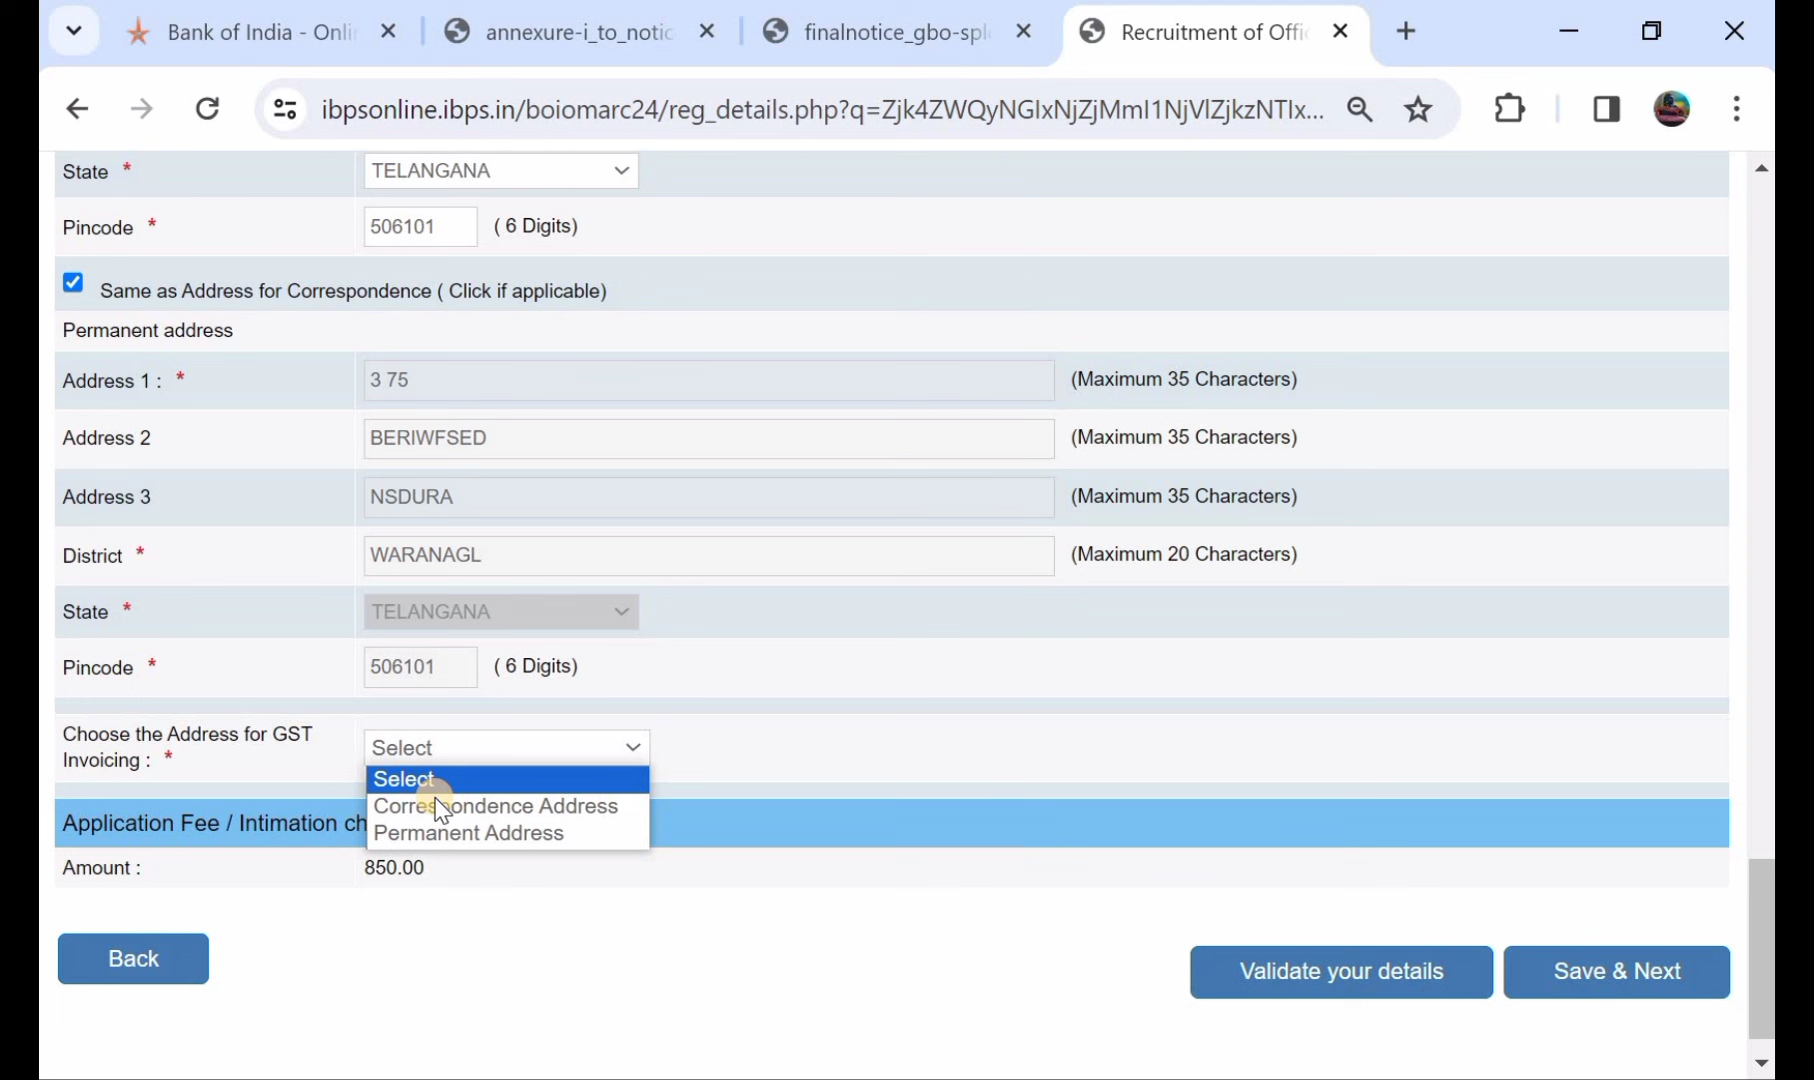 Bank of India - Onli
annexure-i_to_notic
finalnotice_gbo-spl
Recruitment of Offi
ibpsonline.ibps.in/boiomarc24/reg_details.php?q=Zjk4ZWQyNGIxNjZjMmI1NjVlZjkzNTIx...
State * TELANGANA
Pincode * 506101 ( 6 Digits)
Same as Address for Correspondence ( Click if applicable)
Permanent address
Address 1 : * 3 75 (Maximum 35 Characters)
Address 2 BERIWFSED (Maximum 35 Characters)
Address 3 NSDURA (Maximum 35 Characters)
District * WARANAGL (Maximum 20 Characters)
State * TELANGANA
Pincode * 506101 ( 6 Digits)
Choose the Address for GST
Invoicing : *
Select
Select
Correspondence Address
Permanent Address
Application Fee / Intimation ch
Amount : 850.00
Back
Validate your details
Save & Next